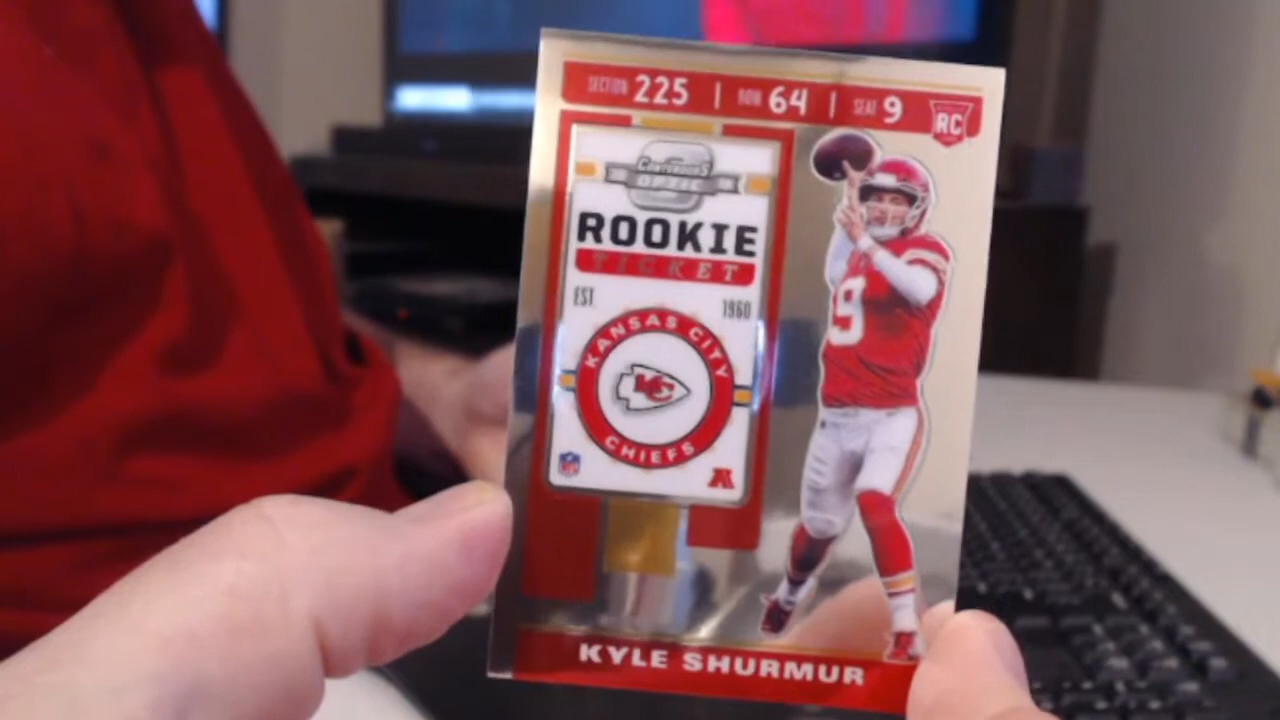 SECTION 225 | ROW 64 | SEAT 9
RC
CONTENDERS
OPTIC
ROOKIE
TICKET
EST. 1960
KANSAS CITY
KC
CHIEFS
NFL
9
KYLE SHURMUR